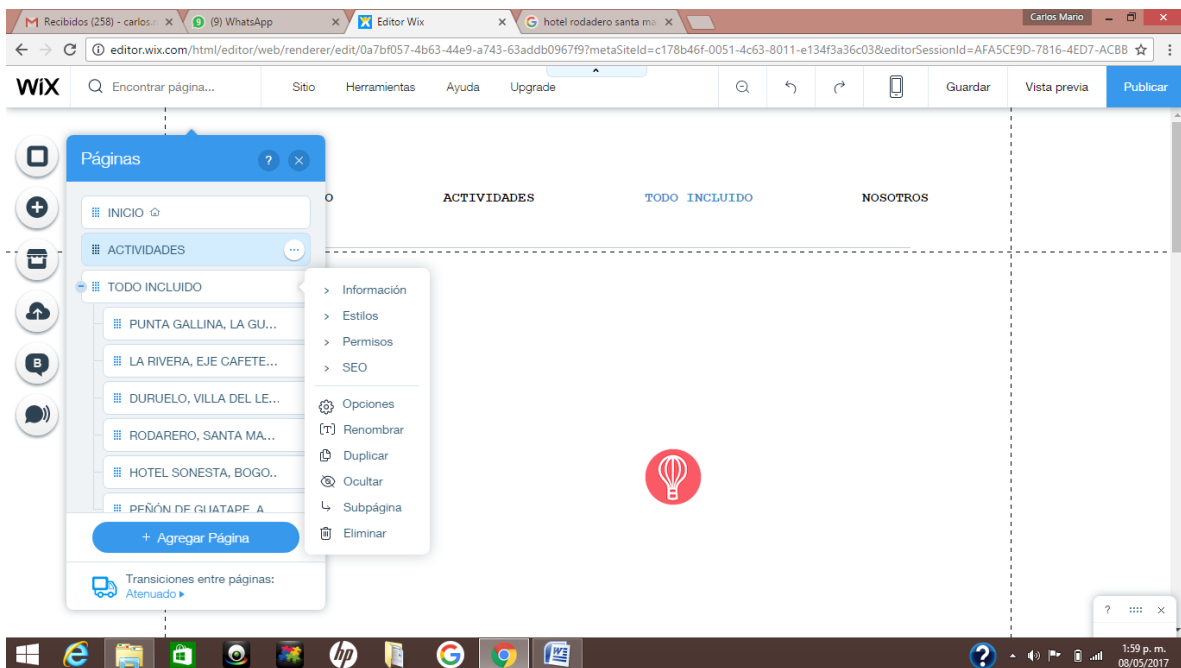 Recibidos (258) - carlos.r
(9) WhatsApp
Editor Wix
hotel rodadero santa ma
Carlos Mario
editor.wix.com/html/editor/web/renderer/edit/0a7bf057-4b63-44e9-a743-63addb0967f9?metaSiteId=c178b46f-0051-4c63-8011-e134f3a36c03&editorSessionId=AFA5CE9D-7816-4ED7-ACBB
WiX
Encontrar página...
Sitio
Herramientas
Ayuda
Upgrade
Guardar
Vista previa
Publicar
Páginas
?
O
ACTIVIDADES
TODO INCLUIDO
NOSOTROS
INICIO
ACTIVIDADES
TODO INCLUIDO
PUNTA GALLINA, LA GU...
LA RIVERA, EJE CAFETE...
DURUELO, VILLA DEL LE...
RODARERO, SANTA MA...
HOTEL SONESTA, BOGO..
PEÑÓN DE GUATAPE, A
+ Agregar Página
Transiciones entre páginas:
Atenuado
Información
Estilos
Permisos
SEO
Opciones
Renombrar
Duplicar
Ocultar
Subpágina
Eliminar
?
1:59 p. m.
08/05/2017